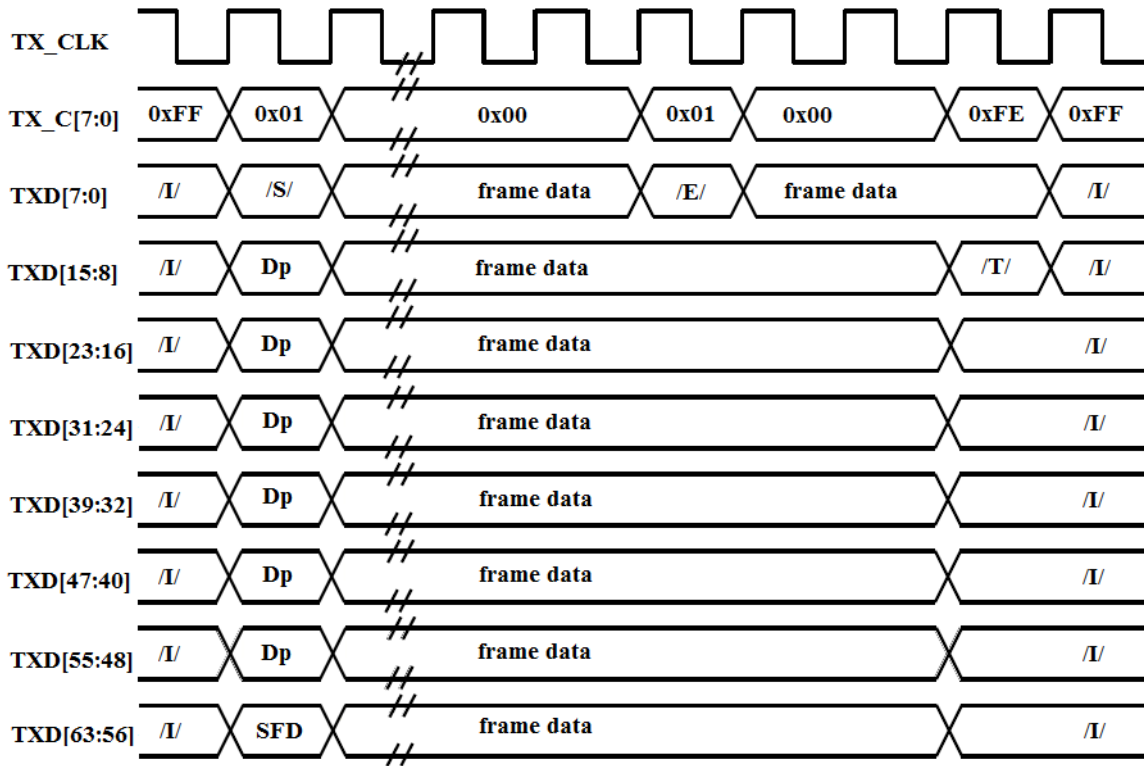 TX_CLK
TX_C[7:0] 0xFF 0x01 0x00 0x01 0x00 0xFE 0xFF
TXD[7:0] /I/ /S/ frame data /E/ frame data /I/
TXD[15:8] /I/ Dp frame data /T/ /I/
TXD[23:16] /I/ Dp frame data /I/
TXD[31:24] /I/ Dp frame data /I/
TXD[39:32] /I/ Dp frame data /I/
TXD[47:40] /I/ Dp frame data /I/
TXD[55:48] /I/ Dp frame data /I/
TXD[63:56] /I/ SFD frame data /I/